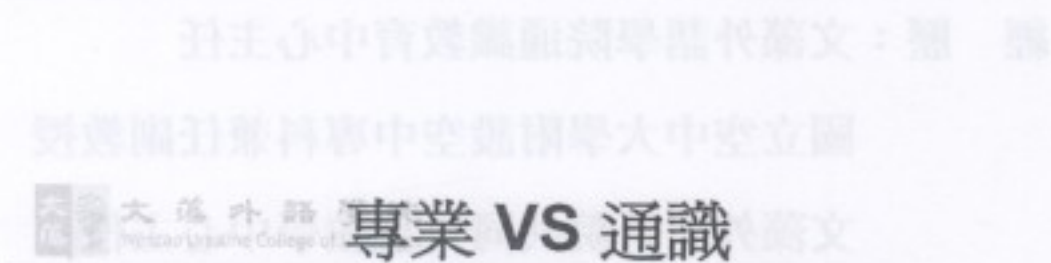 經 歷：文藻外語學院通識教育中心主任
國立空中大學附設空中專科兼任副教授
文藻外語
Wenzao Ursuline College of
專業 VS 通識